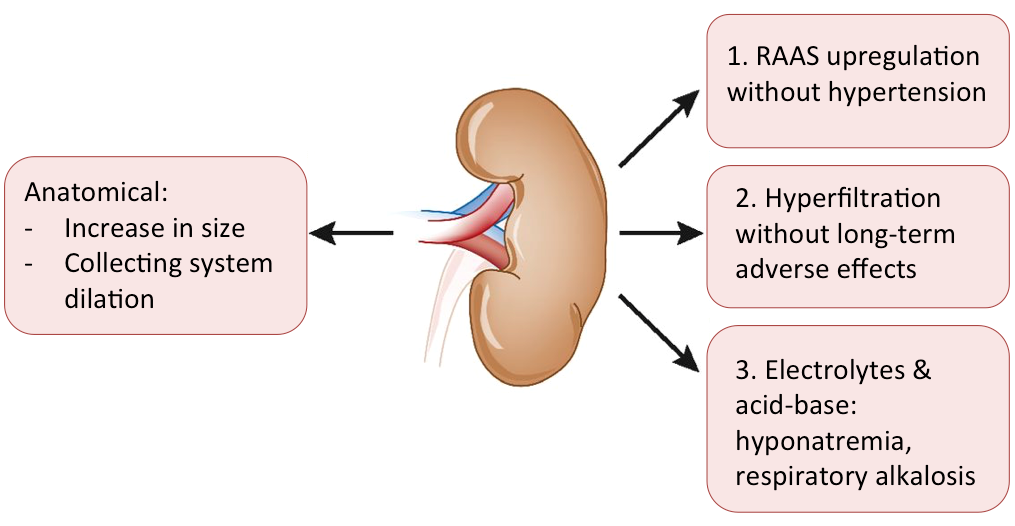 Anatomical:
- Increase in size
- Collecting system
dilation
1. RAAS upregulation
without hypertension
2. Hyperfiltration
without long-term
adverse effects
3. Electrolytes &
acid-base:
hyponatremia,
respiratory alkalosis